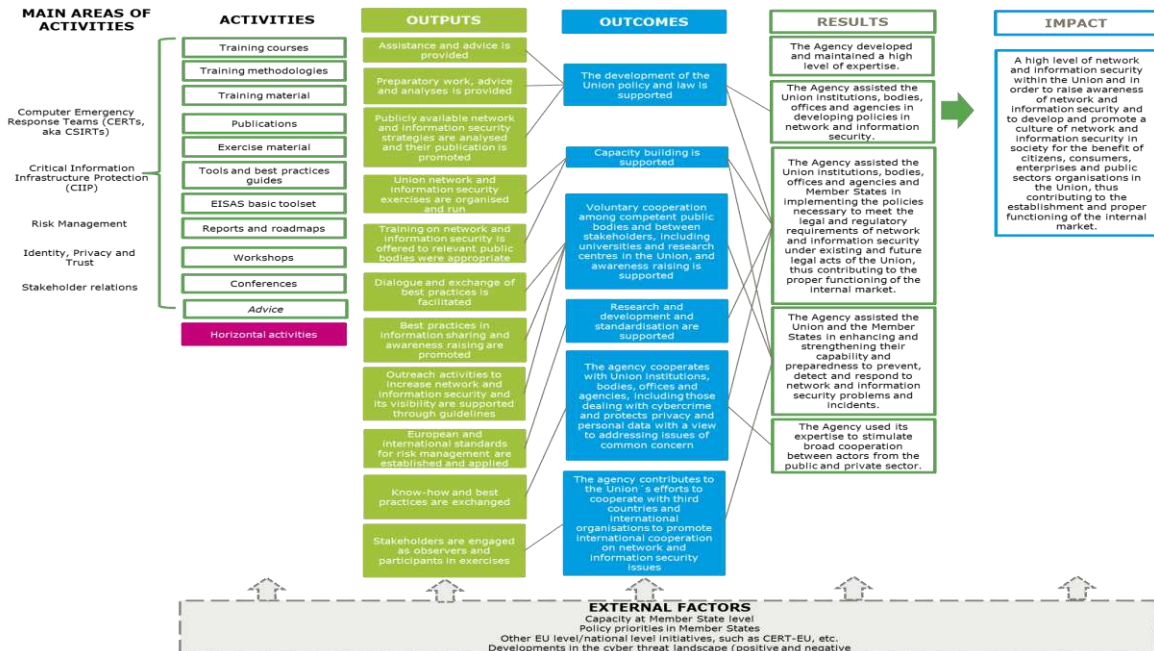 MAIN AREAS OF
ACTIVITIES
Computer Emergency
Response Teams (CERTs,
aka CSIRTs)
Critical Information
Infrastructure Protection
(CIIP)
Risk Management
Identity, Privacy and
Trust
Stakeholder relations
ACTIVITIES
Training courses
Training methodologies
Training material
Publications
Exercise material
Tools and best practices
guides
EISAS basic toolset
Reports and roadmaps
Workshops
Conferences
Advice
Horizontal activities
OUTPUTS
Assistance and advice is
provided
Preparatory work, advice
and analyses is provided
Publicly available network
and information security
strategies are analysed
and their publication is
promoted
Union network and
information security
exercises are organised
and run
Training on network and
information security is
offered to relevant public
bodies were appropriate
Dialogue and exchange of
best practices is
facilitated
Best practices in
information sharing and
awareness raising are
promoted
Outreach activities to
increase network and
information security and
its visibility are supported
through guidelines
European and
international standards
for risk management are
established and applied
Know-how and best
practices are exchanged
Stakeholders are engaged
as observers and
participants in exercises
OUTCOMES
The development of the
Union policy and law is
supported
Capacity building is
supported
Voluntary cooperation
among competent public
bodies and between
stakeholders, including
universities and research
centres in the Union, and
awareness raising is
supported
Research and
development and
standardisation are
supported
The agency cooperates
with Union institutions,
bodies, offices and
agencies, including those
dealing with cybercrime
and protects privacy and
personal data with a view
to addressing issues of
common concern
The agency contributes to
the Union´s efforts to
cooperate with third
countries and
international
organisations to promote
international cooperation
on network and
information security
issues
RESULTS
The Agency developed
and maintained a high
level of expertise.
The Agency assisted the
Union institutions, bodies,
offices and agencies in
developing policies in
network and information
security.
The Agency assisted the
Union institutions, bodies,
offices and agencies and
Member States in
implementing the policies
necessary to meet the
legal and regulatory
requirements of network
and information security
under existing and future
legal acts of the Union,
thus contributing to the
proper functioning of the
internal market.
The Agency assisted the
Union and the Member
States in enhancing and
strengthening their
capability and
preparedness to prevent,
detect and respond to
network and information
security problems and
incidents.
The Agency used its
expertise to stimulate
broad cooperation
between actors from the
public and private sector.
IMPACT
A high level of network
and information security
within the Union and in
order to raise awareness
of network and
information security and
to develop and promote a
culture of network and
information security in
society for the benefit of
citizens, consumers,
enterprises and public
sectors organisations in
the Union, thus
contributing to the
establishment and proper
functioning of the internal
market.
EXTERNAL FACTORS
Capacity at Member State level
Policy priorities in Member States
Other EU level/national level initiatives, such as CERT-EU, etc.
Developments in the cyber threat landscape (positive and negative